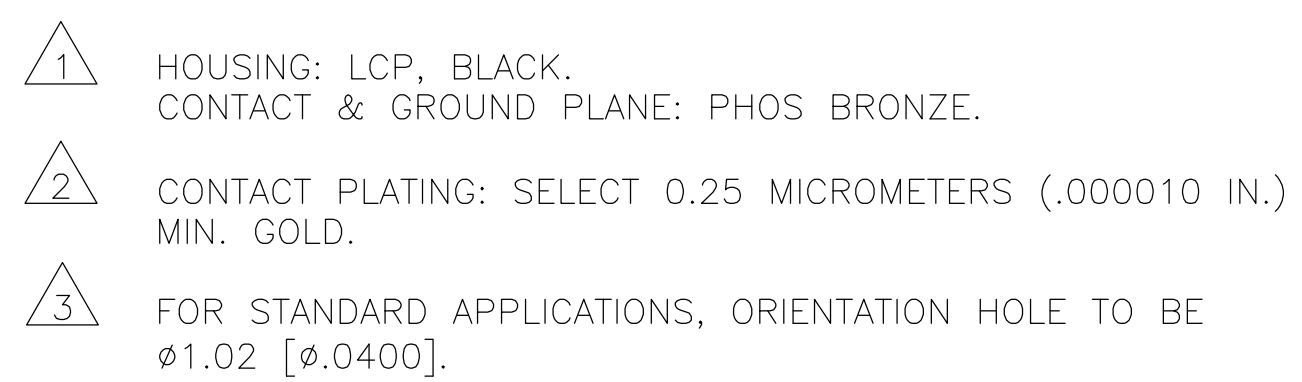 1 HOUSING: LCP, BLACK.
CONTACT & GROUND PLANE: PHOS BRONZE.
2 CONTACT PLATING: SELECT 0.25 MICROMETERS (.000010 IN.)
MIN. GOLD.
3 FOR STANDARD APPLICATIONS, ORIENTATION HOLE TO BE
⌀1.02 [⌀.0400].